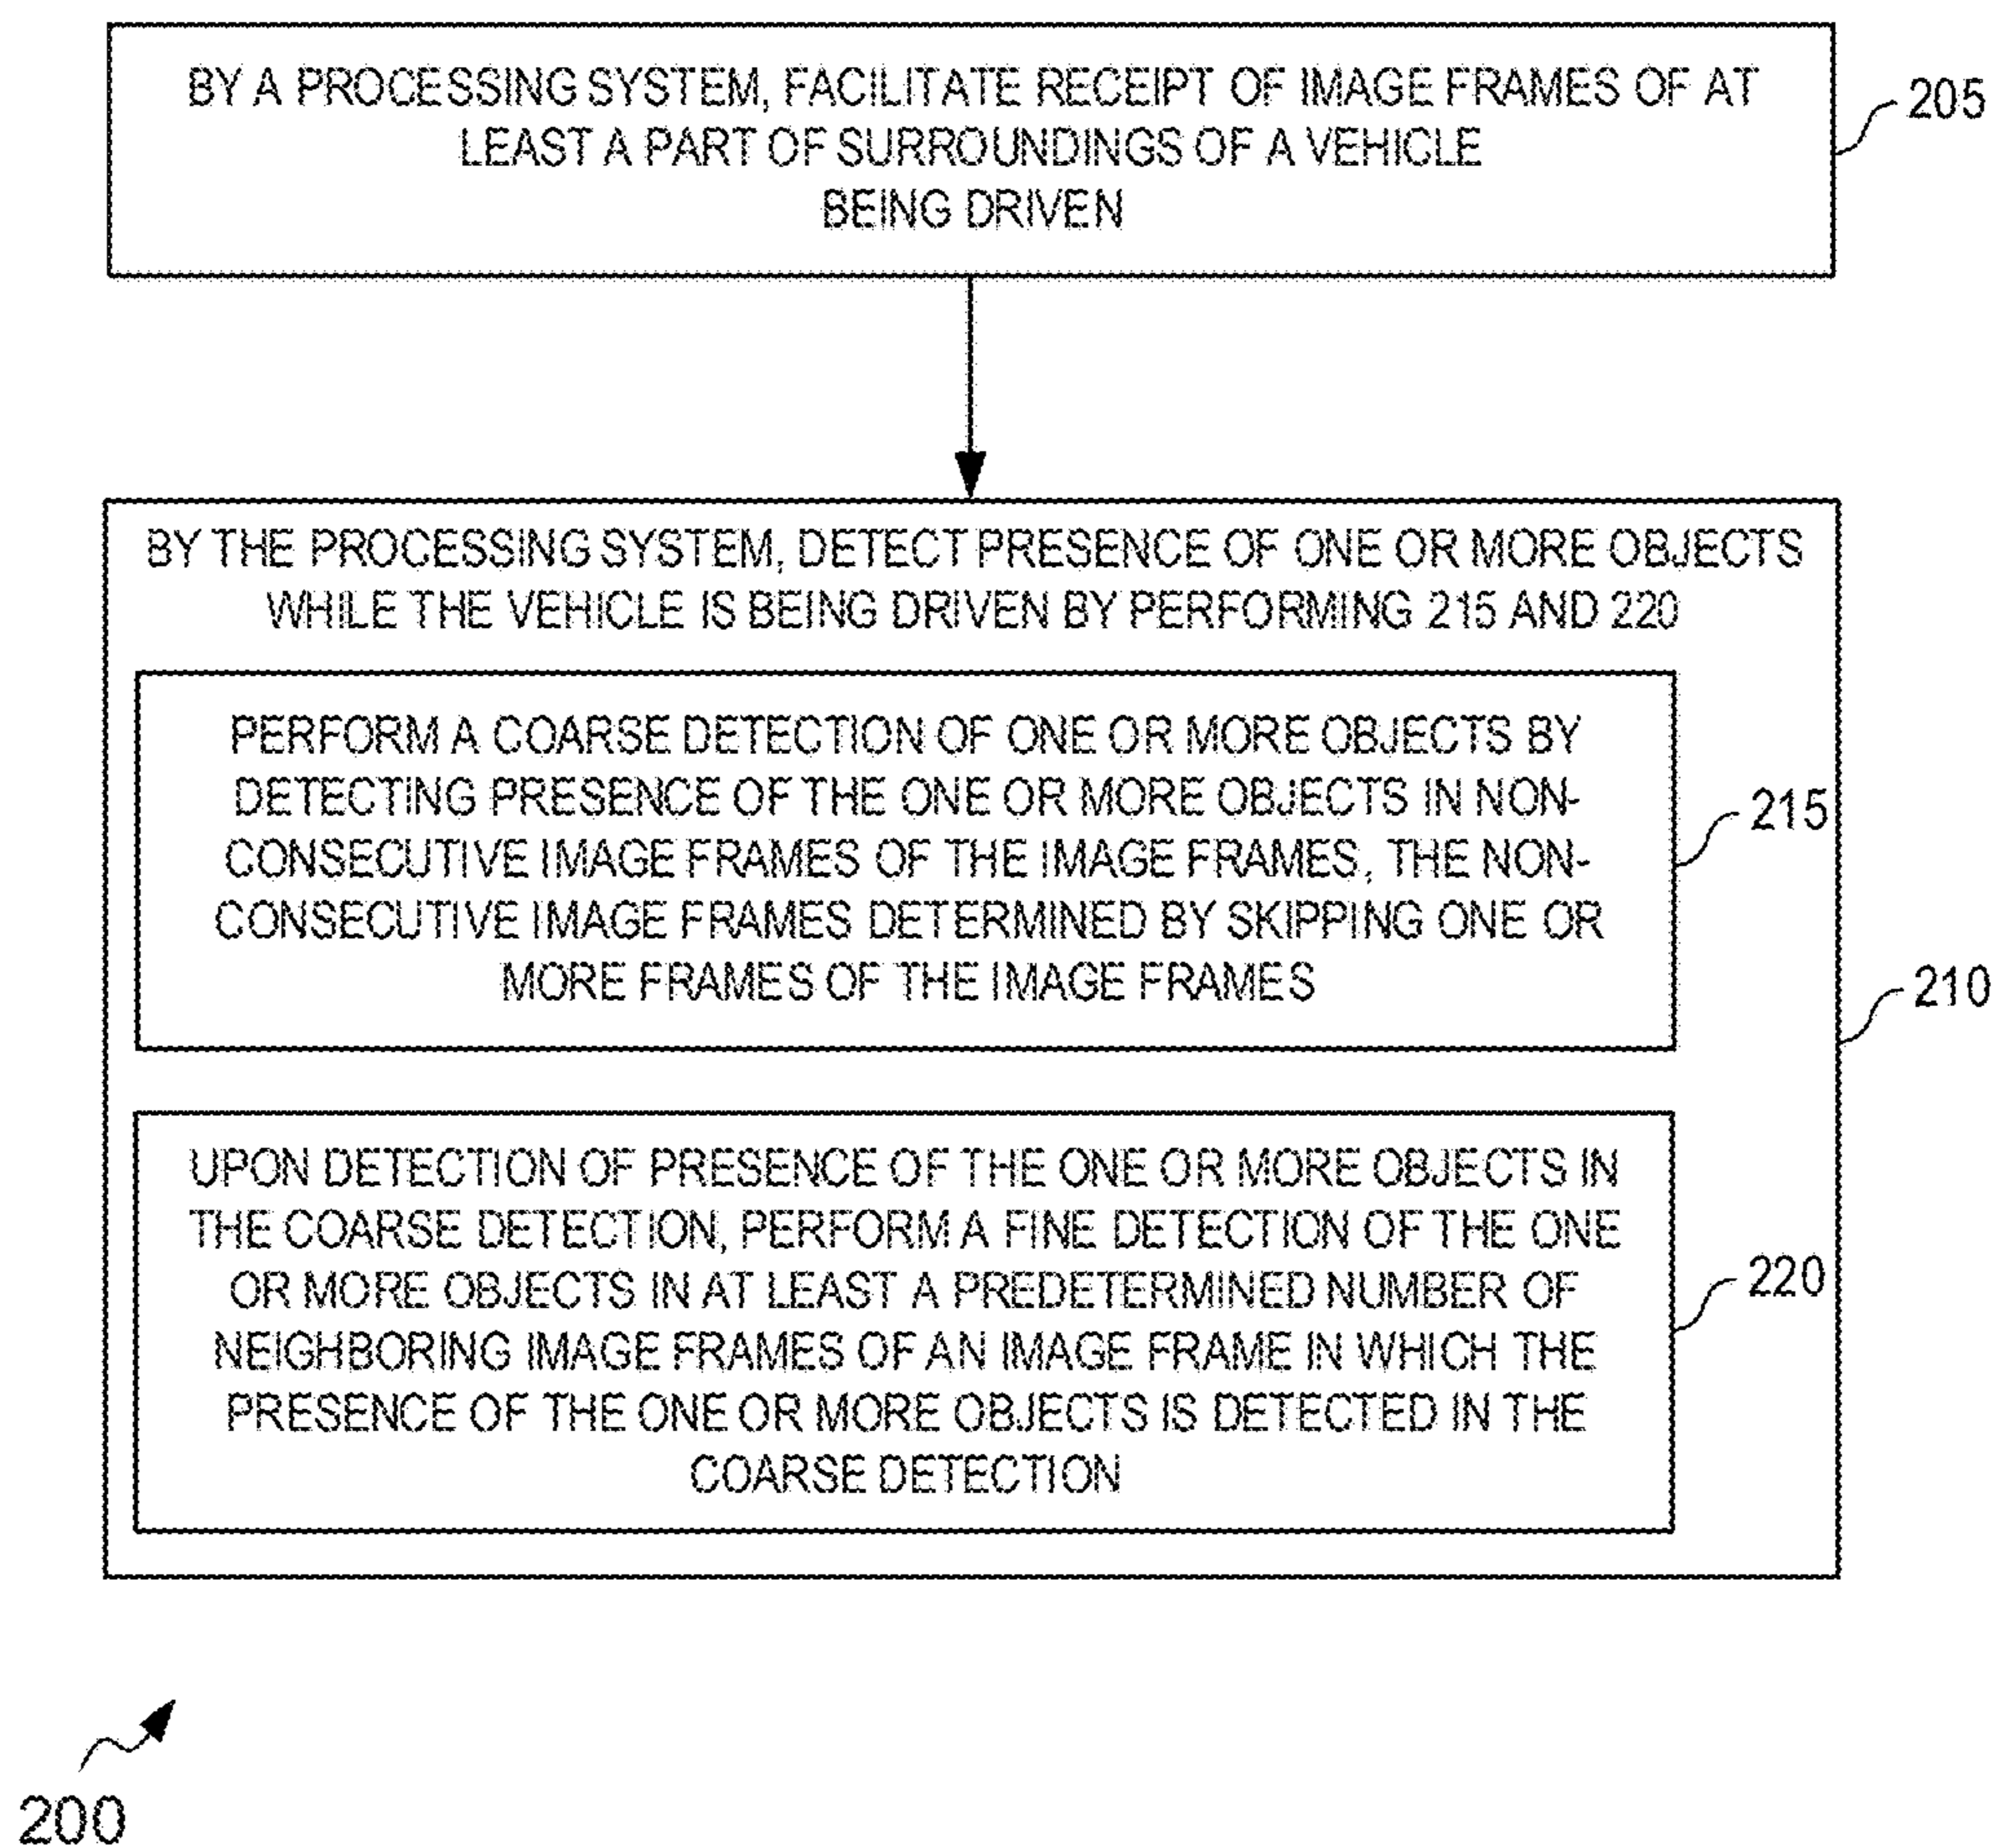 BY A PROCESSING SYSTEM, FACILITATE RECEIPT OF IMAGE FRAMES OF AT
LEAST A PART OF SURROUNDINGS OF A VEHICLE
BEING DRIVEN
205
BY THE PROCESSING SYSTEM, DETECT PRESENCE OF ONE OR MORE OBJECTS
WHILE THE VEHICLE IS BEING DRIVEN BY PERFORMING 215 AND 220
PERFORM A COARSE DETECTION OF ONE OR MORE OBJECTS BY
DETECTING PRESENCE OF THE ONE OR MORE OBJECTS IN NON-
CONSECUTIVE IMAGE FRAMES OF THE IMAGE FRAMES, THE NON-
CONSECUTIVE IMAGE FRAMES DETERMINED BY SKIPPING ONE OR
MORE FRAMES OF THE IMAGE FRAMES
215
210
UPON DETECTION OF PRESENCE OF THE ONE OR MORE OBJECTS IN
THE COARSE DETECTION, PERFORM A FINE DETECTION OF THE ONE
OR MORE OBJECTS IN AT LEAST A PREDETERMINED NUMBER OF
NEIGHBORING IMAGE FRAMES OF AN IMAGE FRAME IN WHICH THE
PRESENCE OF THE ONE OR MORE OBJECTS IS DETECTED IN THE
COARSE DETECTION
220
200